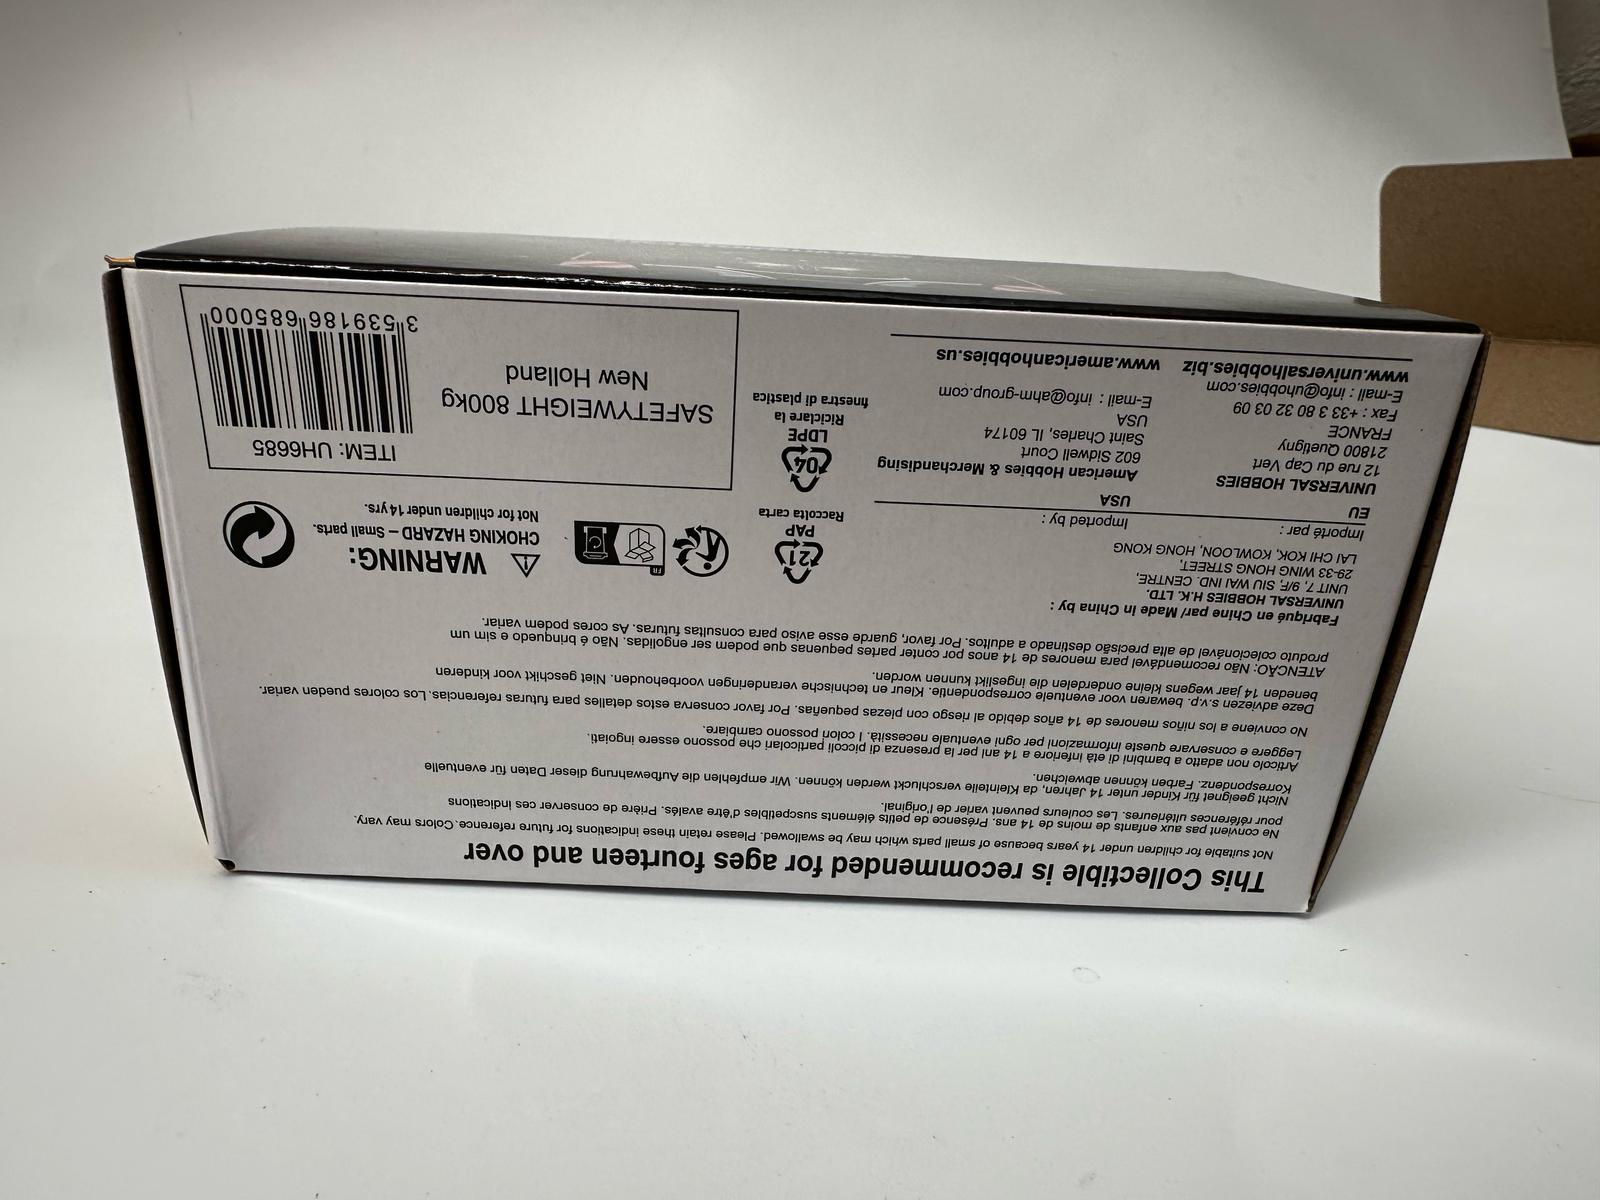 This Collectible is recommended for ages fourteen and over
Not suitable for children under 14 years because of small parts which may be swallowed. Please retain these indications for future reference. Colors may vary.
Ne convient pas aux enfants de moins de 14 ans. Présence de petits éléments susceptibles d'être avalés. Prière de conserver ces indications
pour références ultérieures. Les couleurs peuvent varier de l'original.
Nicht geeignet für Kinder unter 14 Jahren, da Kleinteile verschluckt werden können. Wir empfehlen die Aufbewahrung dieser Daten für eventuelle
Korrespondenz. Farben können abweichen.
Articolo non adatto a bambini di età inferiore a 14 ani per la presenza di piccoli particolari che possono essere ingoiati.
Leggere e conservare queste informazioni per ogni eventuale necessità. I colori possono cambiare.
No conviene a los niños menores de 14 años debido al riesgo con piezas pequeñas. Por favor conserva estos detalles para futuras referencias. Los colores pueden variar.
Deze adviezen s.v.p. bewaren voor eventuele correspondentie. Kleur en technische veranderingen voorbehouden. Niet geschikt voor kinderen
beneden 14 jaar wegens kleine onderdelen die ingeslikt kunnen worden.
ATENCÃO: Não recomendável para menores de 14 anos por conter partes pequenas que podem ser engolidas. Não é brinquedo e sim um
produto colecionável de alta precisão destinado a adultos. Por favor, guarde esse aviso para consultas futuras. As cores podem variar.
Fabriqué en Chine par/ Made in China by :
UNIVERSAL HOBBIES H.K. LTD.
UNIT 7, 9/F, SIU WAI IND. CENTRE,
29-33 WING HONG STREET,
LAI CHI KOK, KOWLOON, HONG KONG
Importé par :
EU
UNIVERSAL HOBBIES
12 rue du Cap Vert
21800 Quetigny
FRANCE
Fax : +33 3 80 32 03 09
E-mail : info@uhobbies.com
www.universalhobbies.biz
Imported by :
USA
American Hobbies & Merchandising
602 Sidwell Court
Saint Charles, IL 60174
USA
E-mail : info@ahm-group.com
www.americanhobbies.us
21
PAP
Raccolta carta
04
LDPE
Riciclare la
finestra di plastica
FR
WARNING:
CHOKING HAZARD – Small parts.
Not for children under 14 yrs.
ITEM: UH6685
SAFETYWEIGHT 800kg
New Holland
3 539186 685000